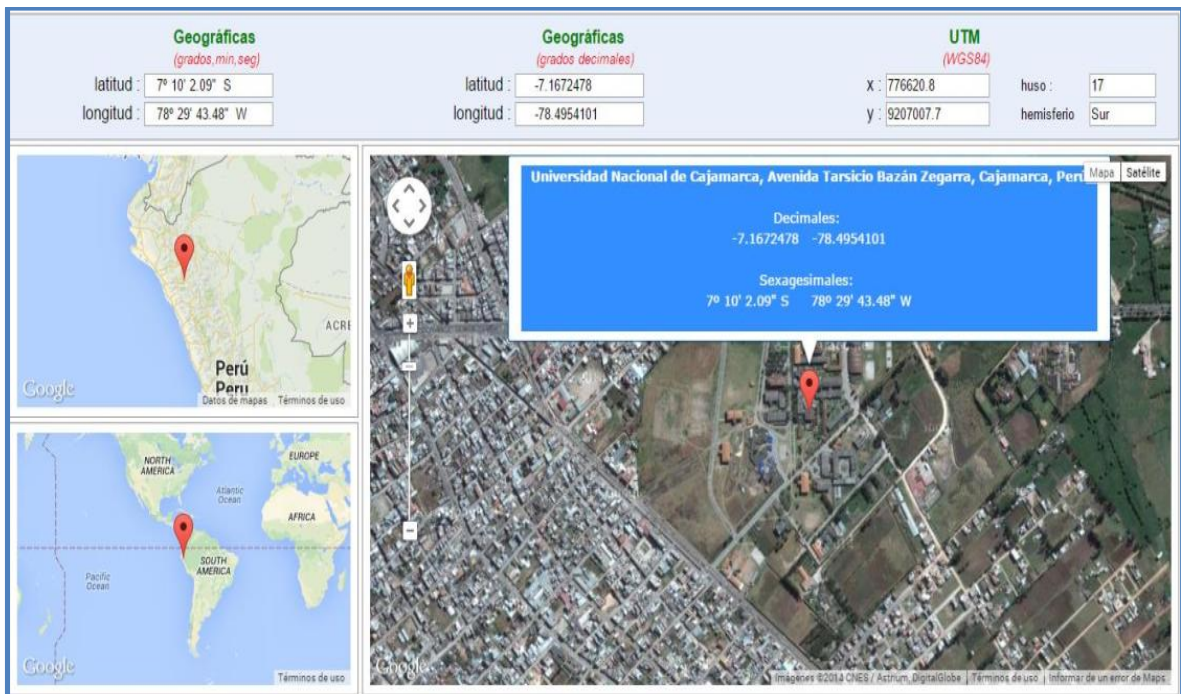 Geográficas
(grados,min,seg)
latitud : 7º 10' 2.09" S
longitud : 78º 29' 43.48" W
Geográficas
(grados decimales)
latitud : -7.1672478
longitud : -78.4954101
UTM
(WGS84)
x : 776620.8 huso : 17
y : 9207007.7 hemisferio Sur
ACRE
Perú
Peru
Google
Datos de mapas Términos de uso
NORTH
AMERICA
EUROPE
Atlantic
Ocean
AFRICA
Pacific
Ocean
SOUTH
AMERICA
Google
Términos de uso
Universidad Nacional de Cajamarca, Avenida Tarsicio Bazán Zegarra, Cajamarca, Perú
Mapa Satélite
Decimales:
-7.1672478 -78.4954101
Sexagesimales:
7º 10' 2.09" S 78º 29' 43.48" W
Google
Imágenes ©2014 CNES / Astrium, DigitalGlobe Términos de uso Informar de un error de Maps